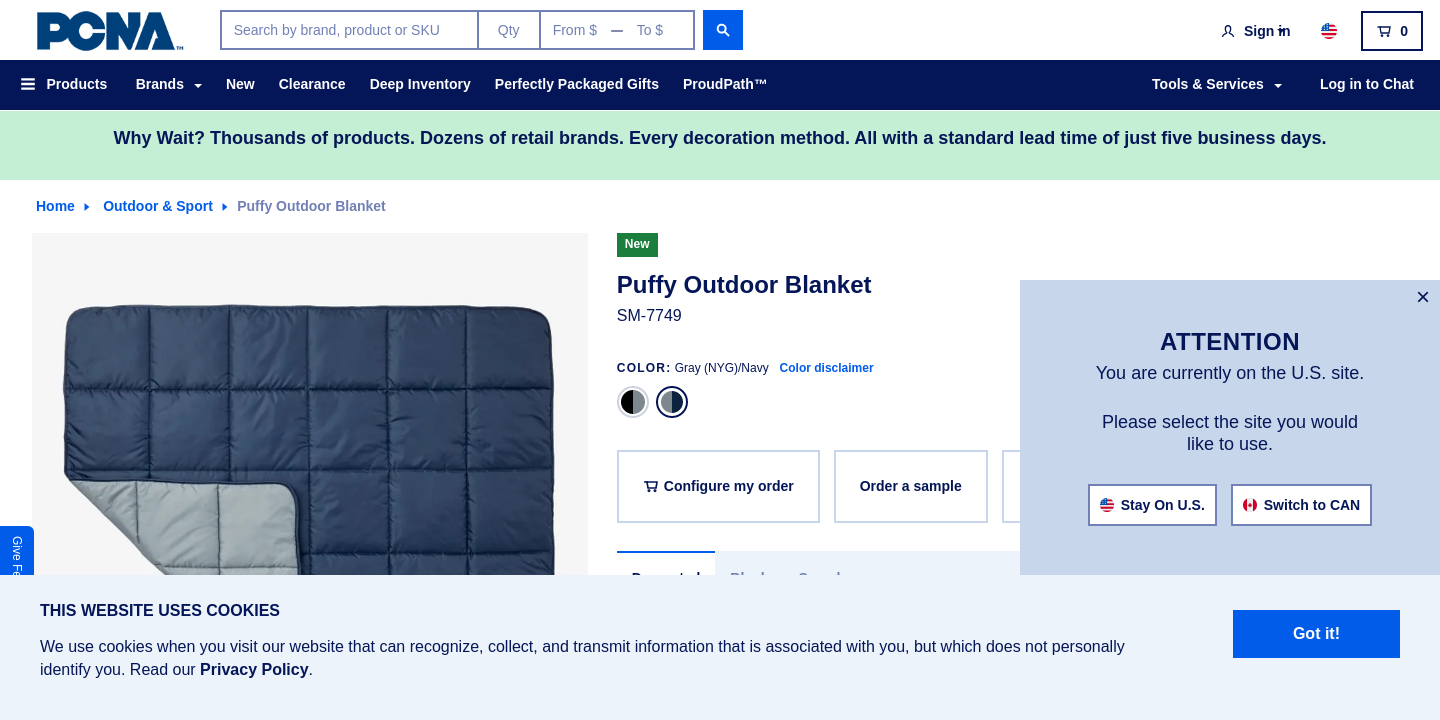 PCNA™
Search by brand, product or SKU
Qty
From $ — To $
Sign in
0
Products
Brands
New
Clearance
Deep Inventory
Perfectly Packaged Gifts
ProudPath™
Tools & Services
Log in to Chat
Why Wait? Thousands of products. Dozens of retail brands. Every decoration method. All with a standard lead time of just five business days.
Home
Outdoor & Sport
Puffy Outdoor Blanket
New
Puffy Outdoor Blanket
SM-7749
COLOR: Gray (NYG)/Navy Color disclaimer
Configure my order
Order a sample
×
ATTENTION
You are currently on the U.S. site.
Please select the site you would
like to use.
Stay On U.S.
Switch to CAN
Give Fe
THIS WEBSITE USES COOKIES
We use cookies when you visit our website that can recognize, collect, and transmit information that is associated with you, but which does not personally
identify you. Read our Privacy Policy.
Got it!